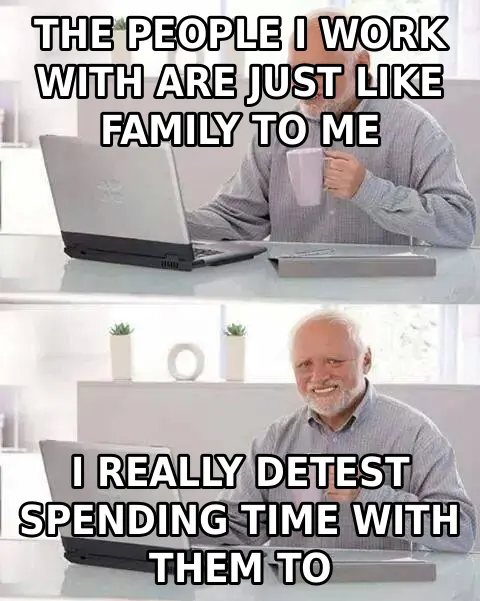 THE PEOPLE I WORK
WITH ARE JUST LIKE
FAMILY TO ME
I REALLY DETEST
SPENDING TIME WITH
THEM TO